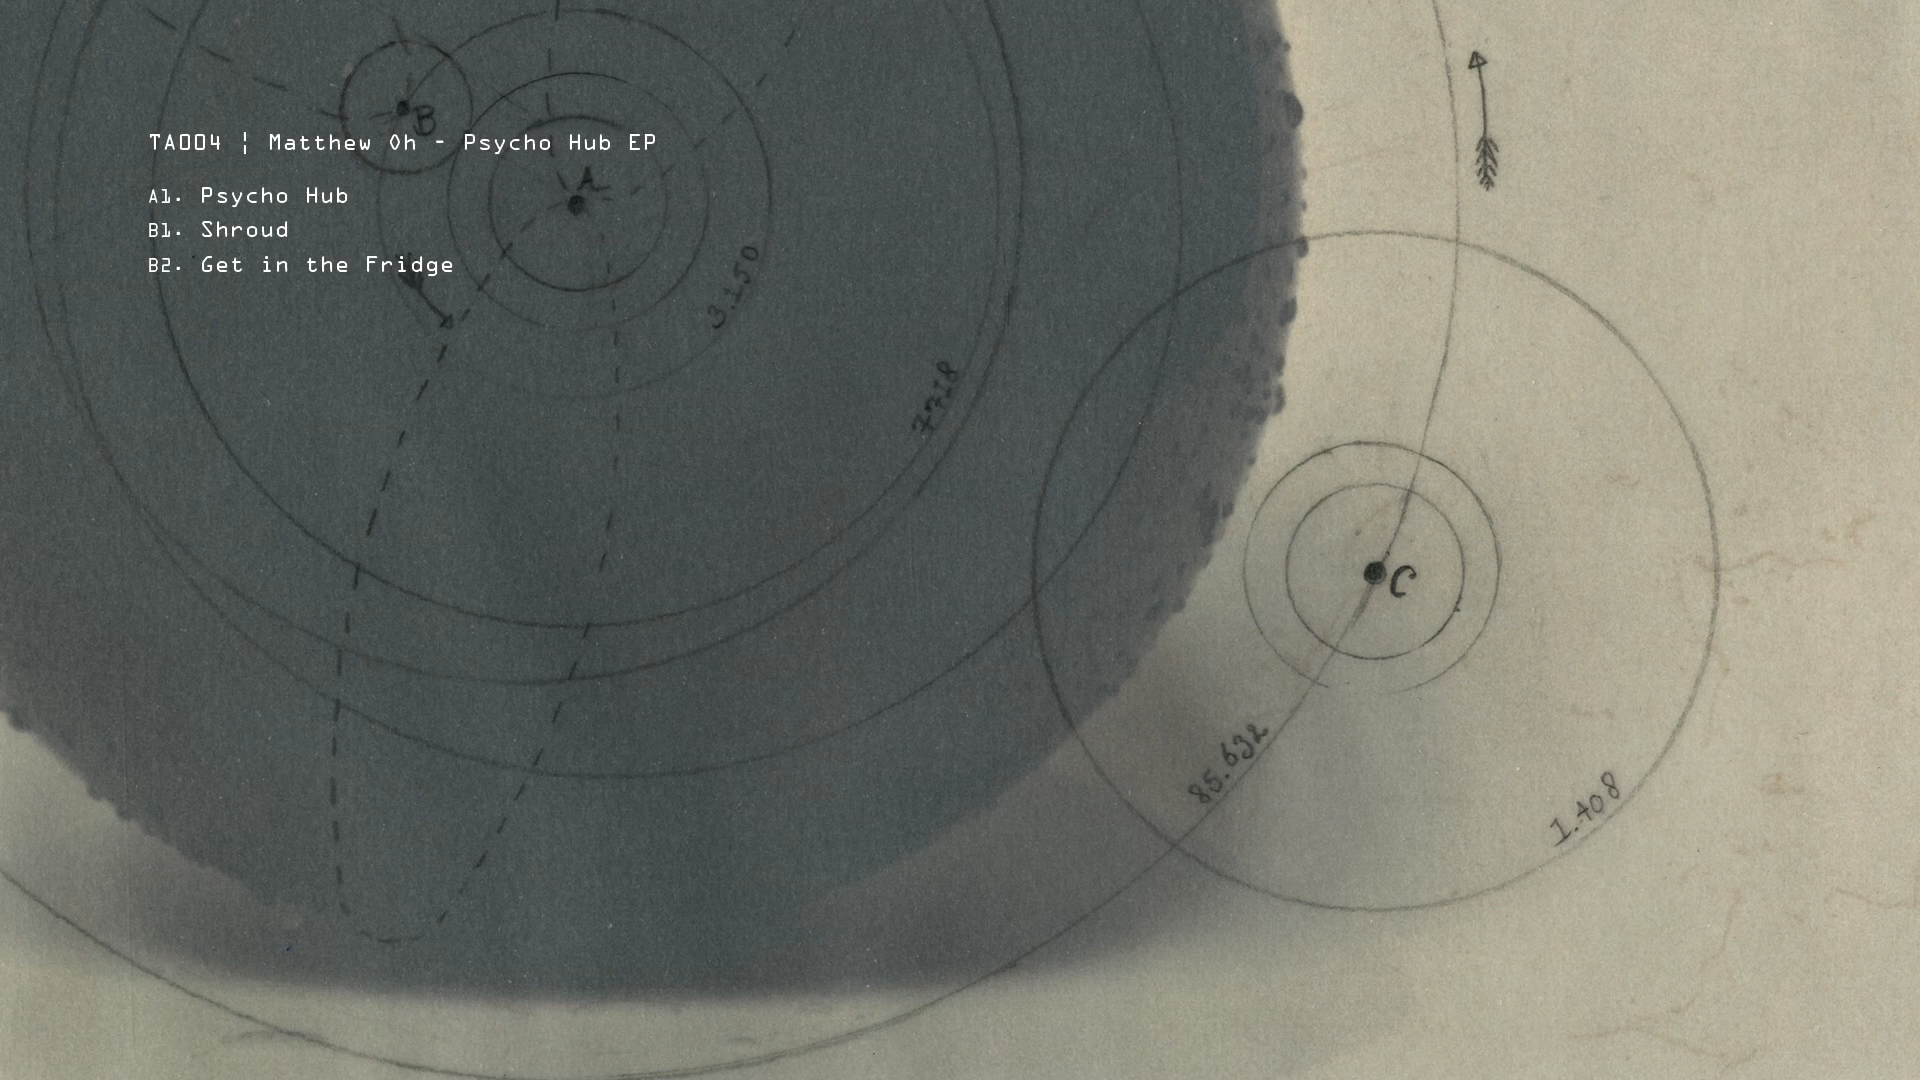 TA004 ¦ Matthew Oh - Psycho Hub EP
A1. Psycho Hub
B1. Shroud
B2. Get in the Fridge
B
A
3.150
7718
C
85.632
1.408